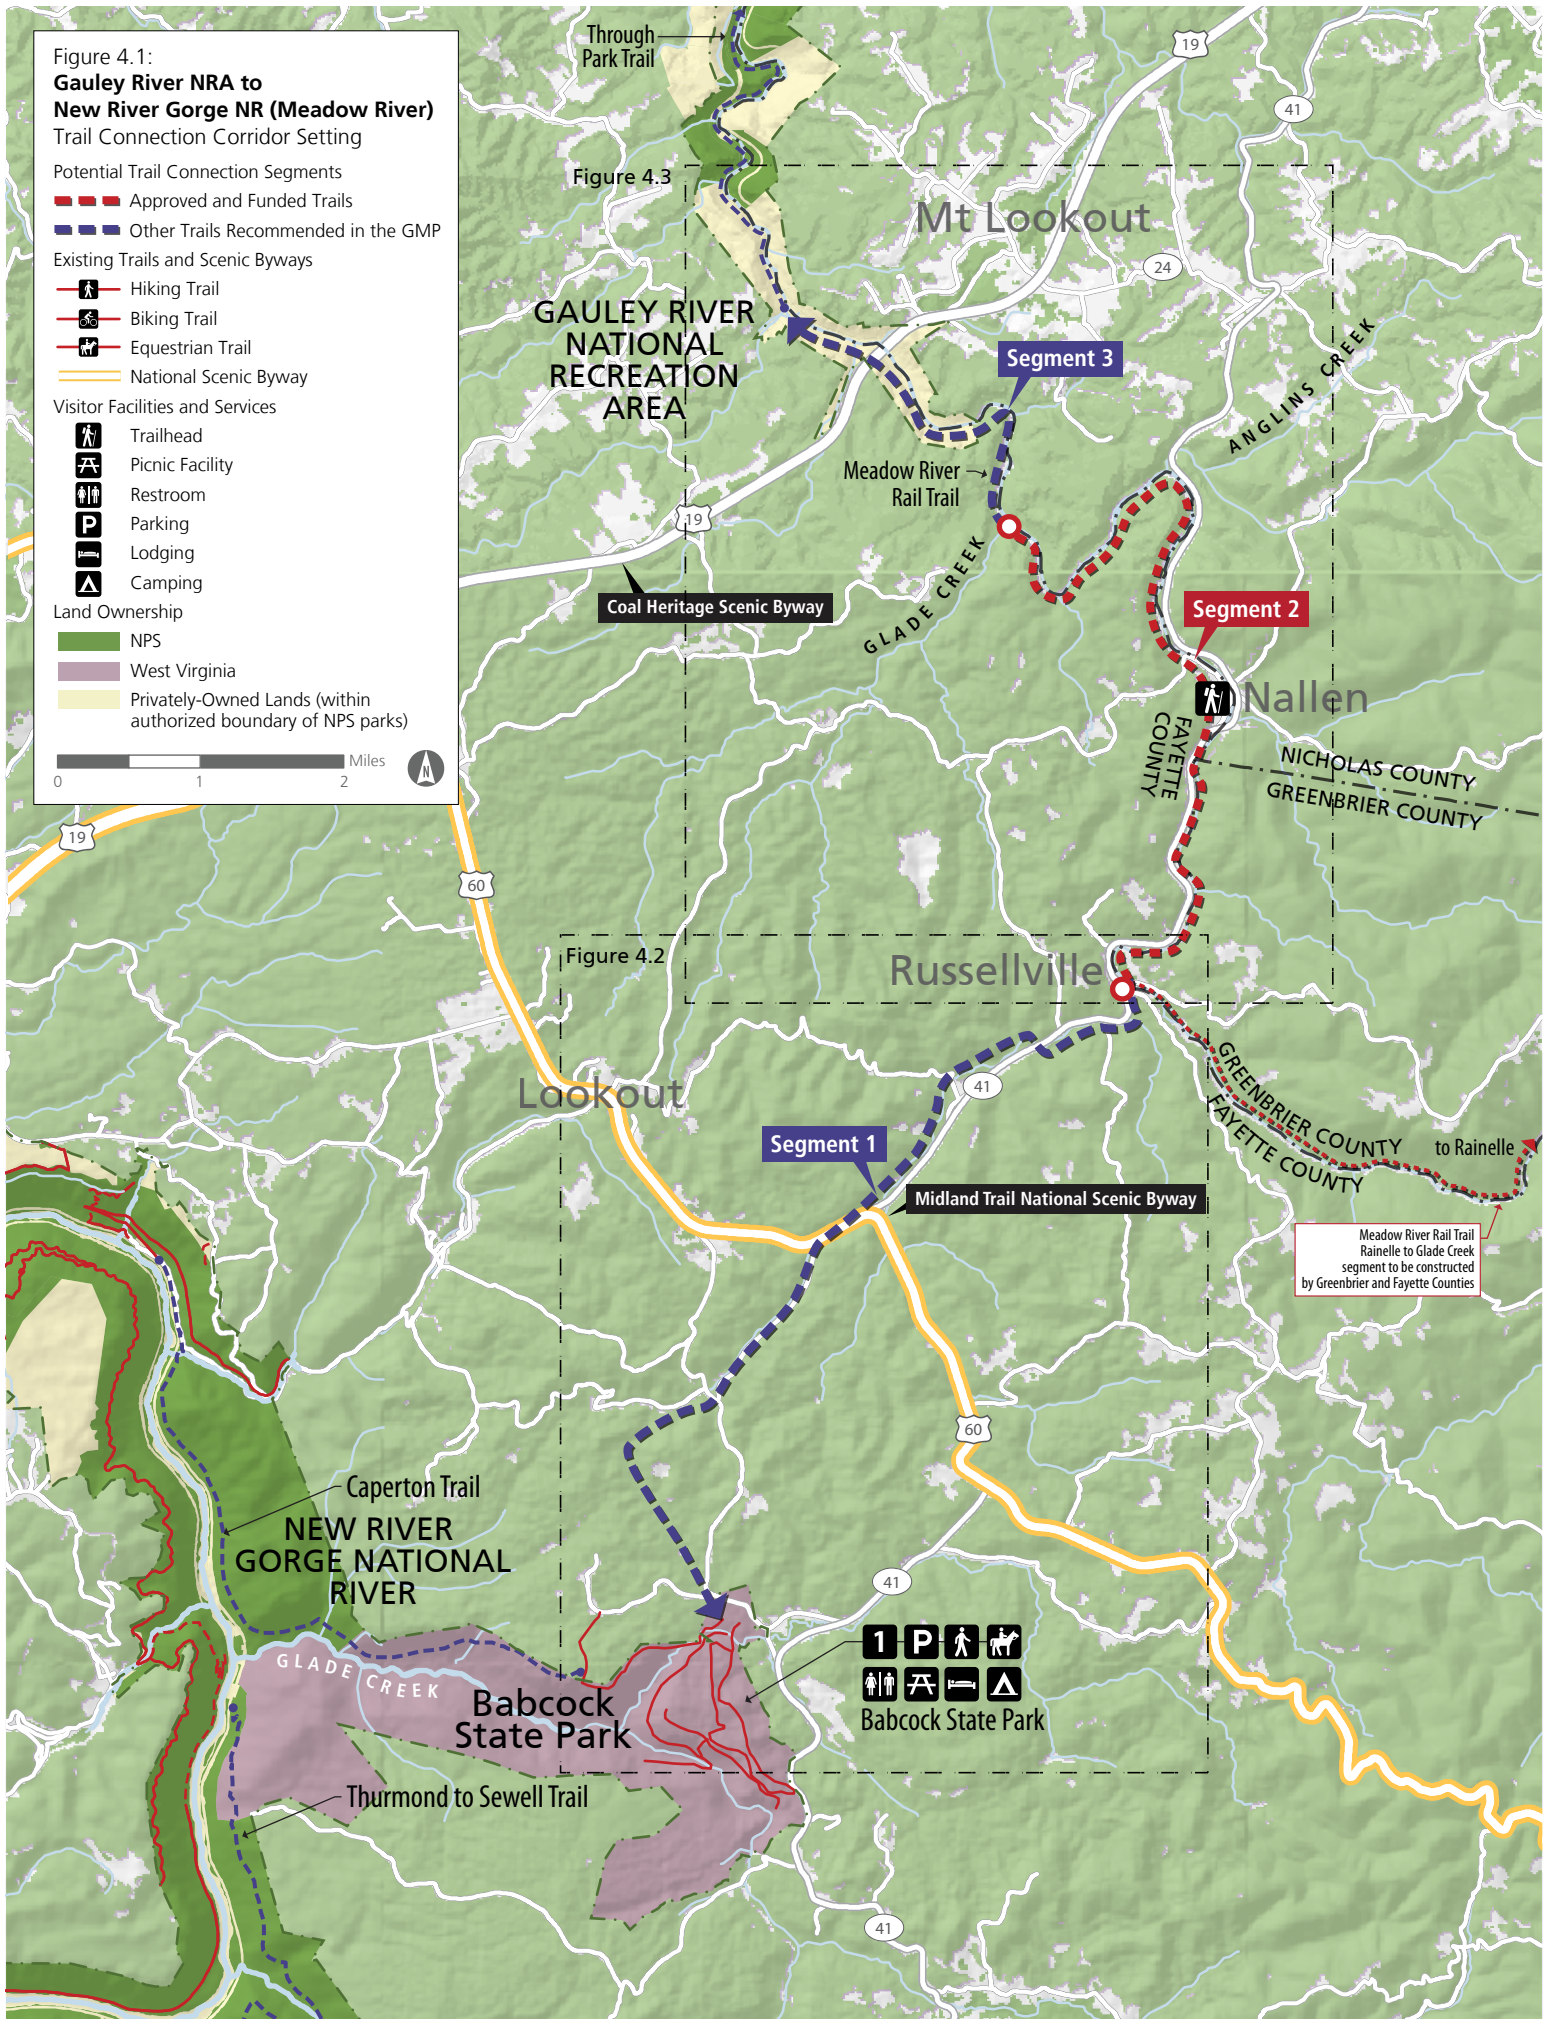 Figure 4.1:
Gauley River NRA to
New River Gorge NR (Meadow River)
Trail Connection Corridor Setting
Potential Trail Connection Segments
Approved and Funded Trails
Other Trails Recommended in the GMP
Existing Trails and Scenic Byways
Hiking Trail
Biking Trail
Equestrian Trail
National Scenic Byway
Visitor Facilities and Services
Trailhead
Picnic Facility
Restroom
P Parking
Lodging
Camping
Land Ownership
NPS
West Virginia
Privately-Owned Lands (within
authorized boundary of NPS parks)
Miles
0 1 2
N
Through
Park Trail
19
41
Figure 4.3
Mt Lookout
24
GAULEY RIVER
NATIONAL
RECREATION
AREA
Segment 3
ANGLINS CREEK
Meadow River
Rail Trail
19
GLADE CREEK
Coal Heritage Scenic Byway
Segment 2
Nallen
FAYETTE
COUNTY
NICHOLAS COUNTY
GREENBRIER COUNTY
19
60
Figure 4.2
Russellville
Lookout
41
GREENBRIER COUNTY
FAYETTE COUNTY
to Rainelle
Segment 1
Midland Trail National Scenic Byway
Meadow River Rail Trail
Rainelle to Glade Creek
segment to be constructed
by Greenbrier and Fayette Counties
60
Caperton Trail
NEW RIVER
GORGE NATIONAL
RIVER
41
GLADE CREEK
1 P
Babcock State Park
Babcock
State Park
Thurmond to Sewell Trail
41